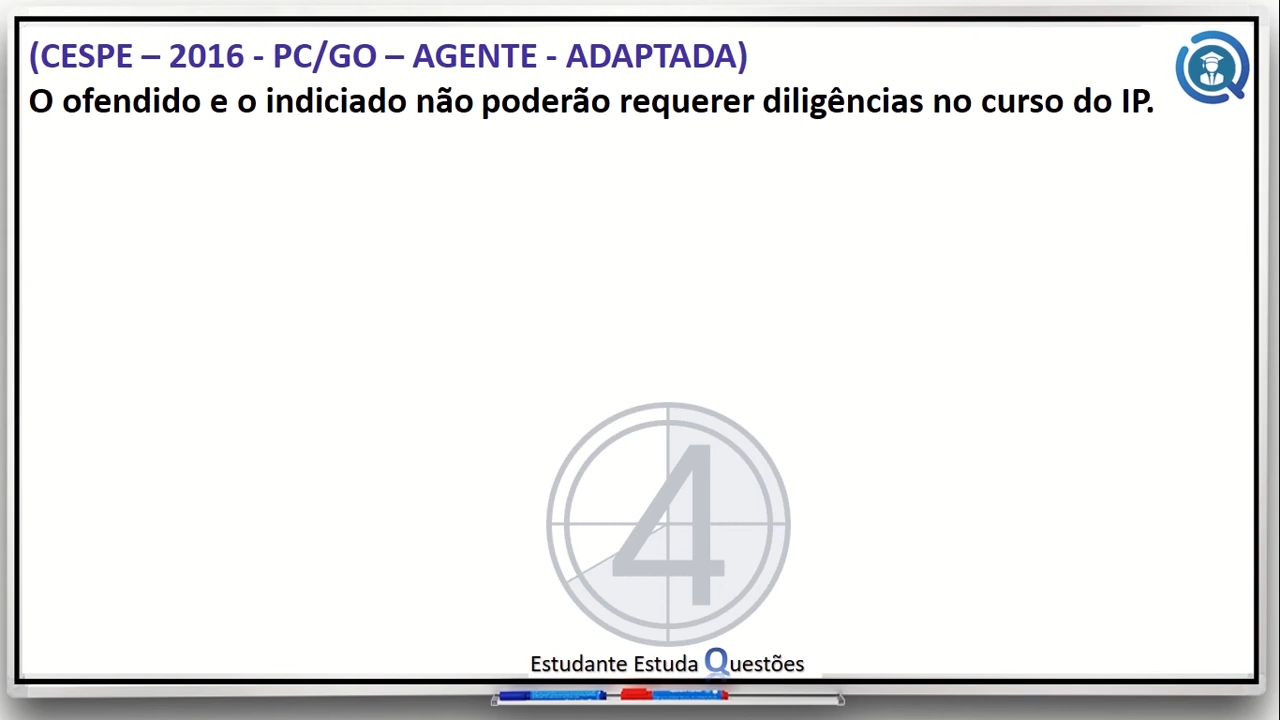 (CESPE – 2016 - PC/GO – AGENTE - ADAPTADA)
O ofendido e o indiciado não poderão requerer diligências no curso do IP.
4
Estudante Estuda Questões